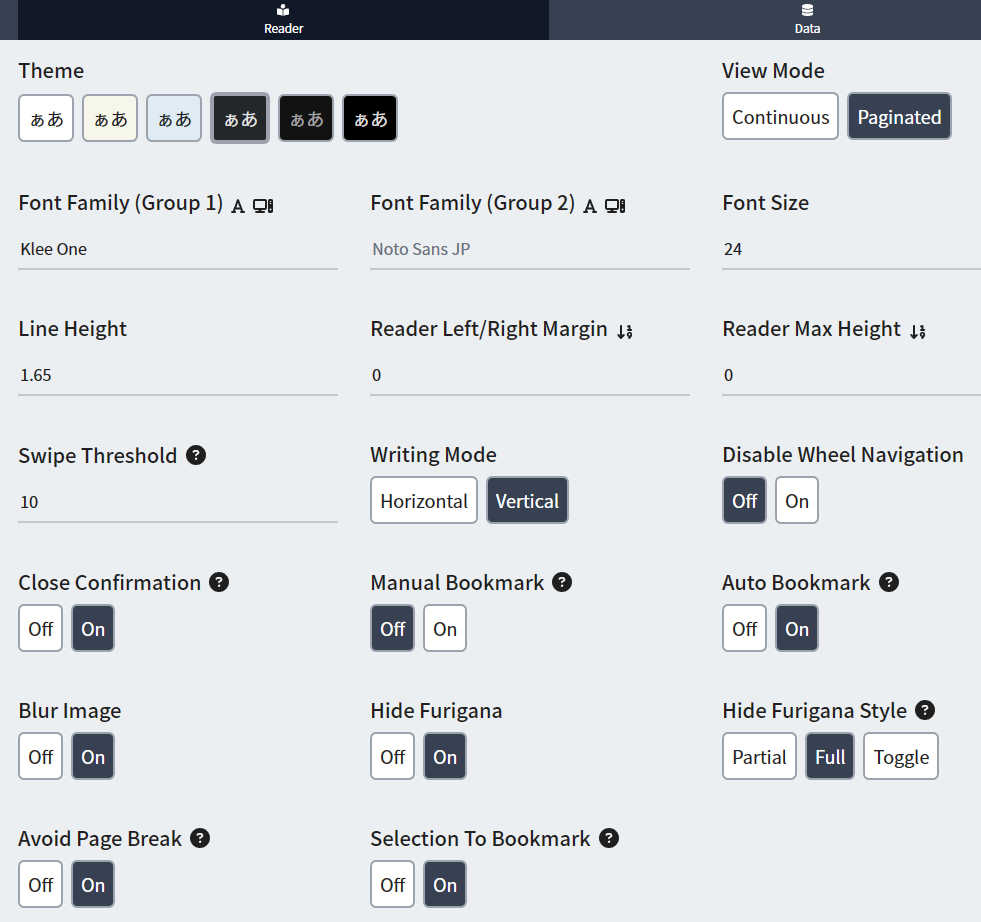 Reader
Data
Theme
View Mode
ぁあ ぁあ ぁあ ぁあ ぁあ ぁあ
Continuous Paginated
Font Family (Group 1)
Font Family (Group 2)
Font Size
Klee One
Noto Sans JP
24
Line Height
Reader Left/Right Margin
Reader Max Height
1.65
0
0
Swipe Threshold
Writing Mode
Disable Wheel Navigation
10
Horizontal Vertical
Off On
Close Confirmation
Manual Bookmark
Auto Bookmark
Off On
Off On
Off On
Blur Image
Hide Furigana
Hide Furigana Style
Off On
Off On
Partial Full Toggle
Avoid Page Break
Selection To Bookmark
Off On
Off On